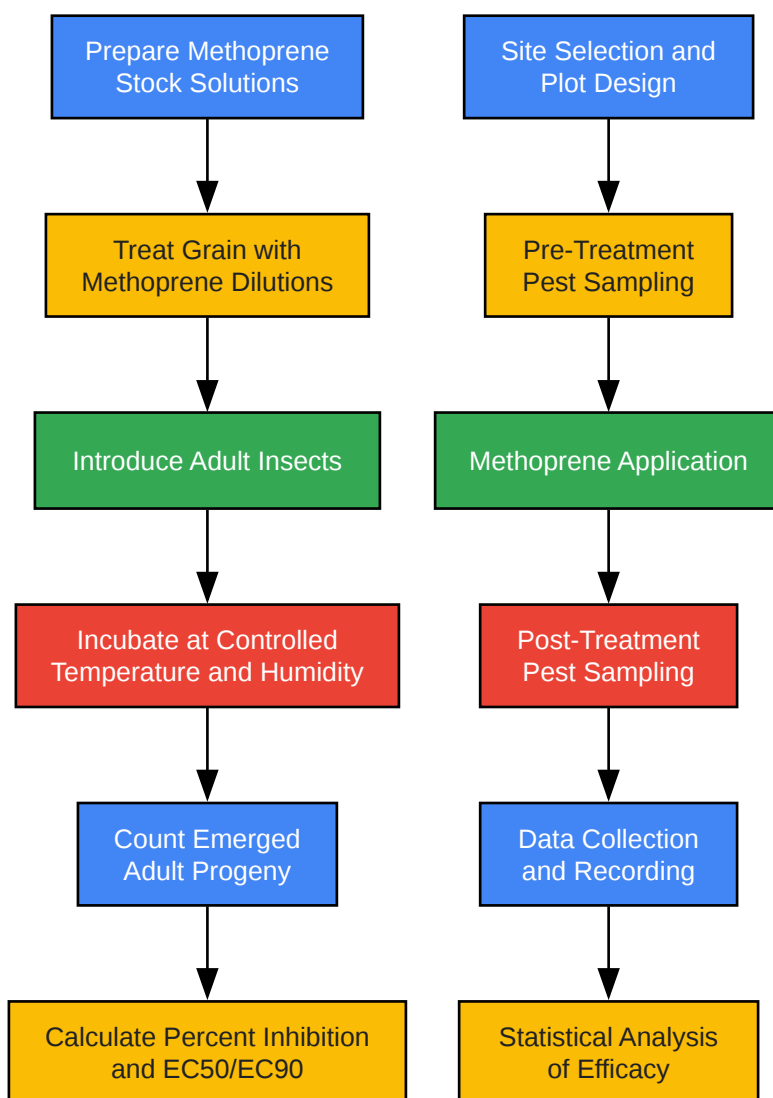 Prepare Methoprene
Stock Solutions
Treat Grain with
Methoprene Dilutions
Introduce Adult Insects
Incubate at Controlled
Temperature and Humidity
Count Emerged
Adult Progeny
Calculate Percent Inhibition
and EC50/EC90
Site Selection and
Plot Design
Pre-Treatment
Pest Sampling
Methoprene Application
Post-Treatment
Pest Sampling
Data Collection
and Recording
Statistical Analysis
of Efficacy